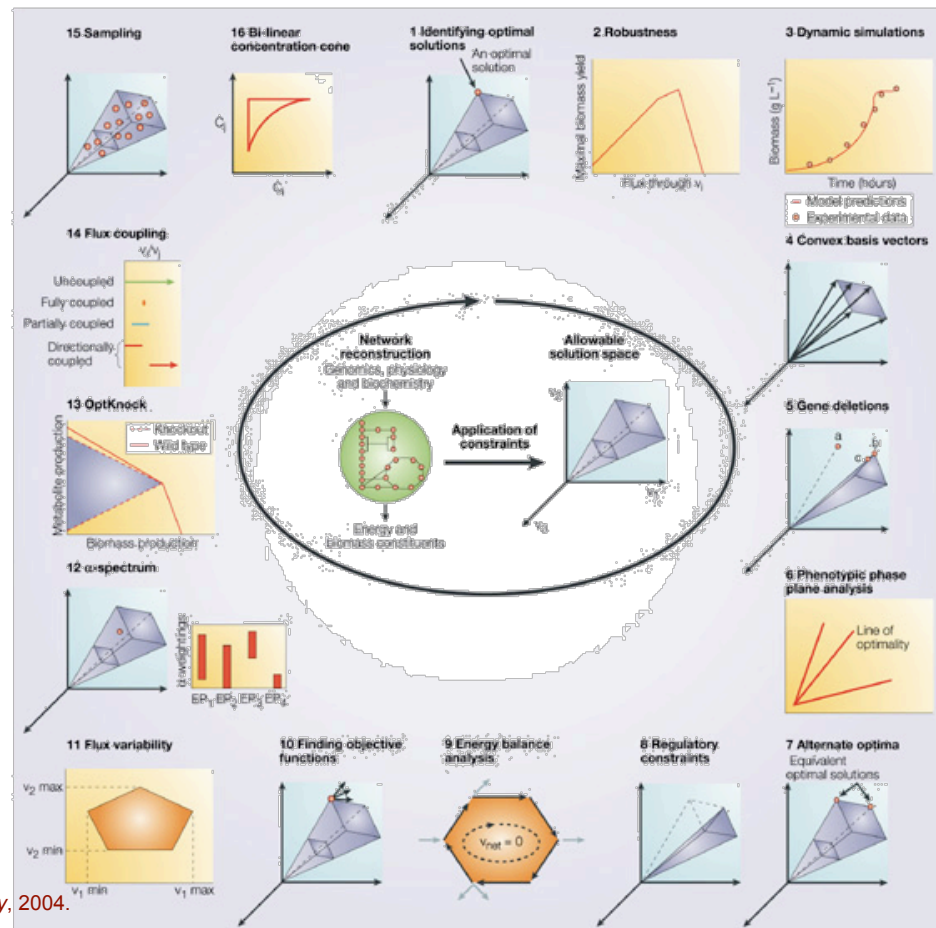 15 Sampling
16 Bi-linear
concentration cone
1 Identifying optimal
solutions
An optimal
solution
2 Robustness
Maximal biomass yield
Flux through vj
3 Dynamic simulations
Biomass (g L⁻¹)
Time (hours)
Model predictions
Experimental data
14 Flux coupling
Uncoupled
Fully coupled
Partially coupled
Directionally
coupled
4 Convex basis vectors
Network
reconstruction
Genomics, physiology
and biochemistry
Application of
constraints
Energy and
biomass constituents
Allowable
solution space
v₂
v₁
v₃
13 OptKnock
Knockout
Wild type
Metabolite production
Biomass production
5 Gene deletions
a
b
c
12 α-spectrum
α-weightings
6 Phenotypic phase
plane analysis
Line of
optimality
11 Flux variability
v₂ max
v₂ min
v₁ min
v₁ max
10 Finding objective
functions
9 Energy balance
analysis
vnet = 0
8 Regulatory
constraints
7 Alternate optima
Equivalent
optimal solutions
y, 2004.